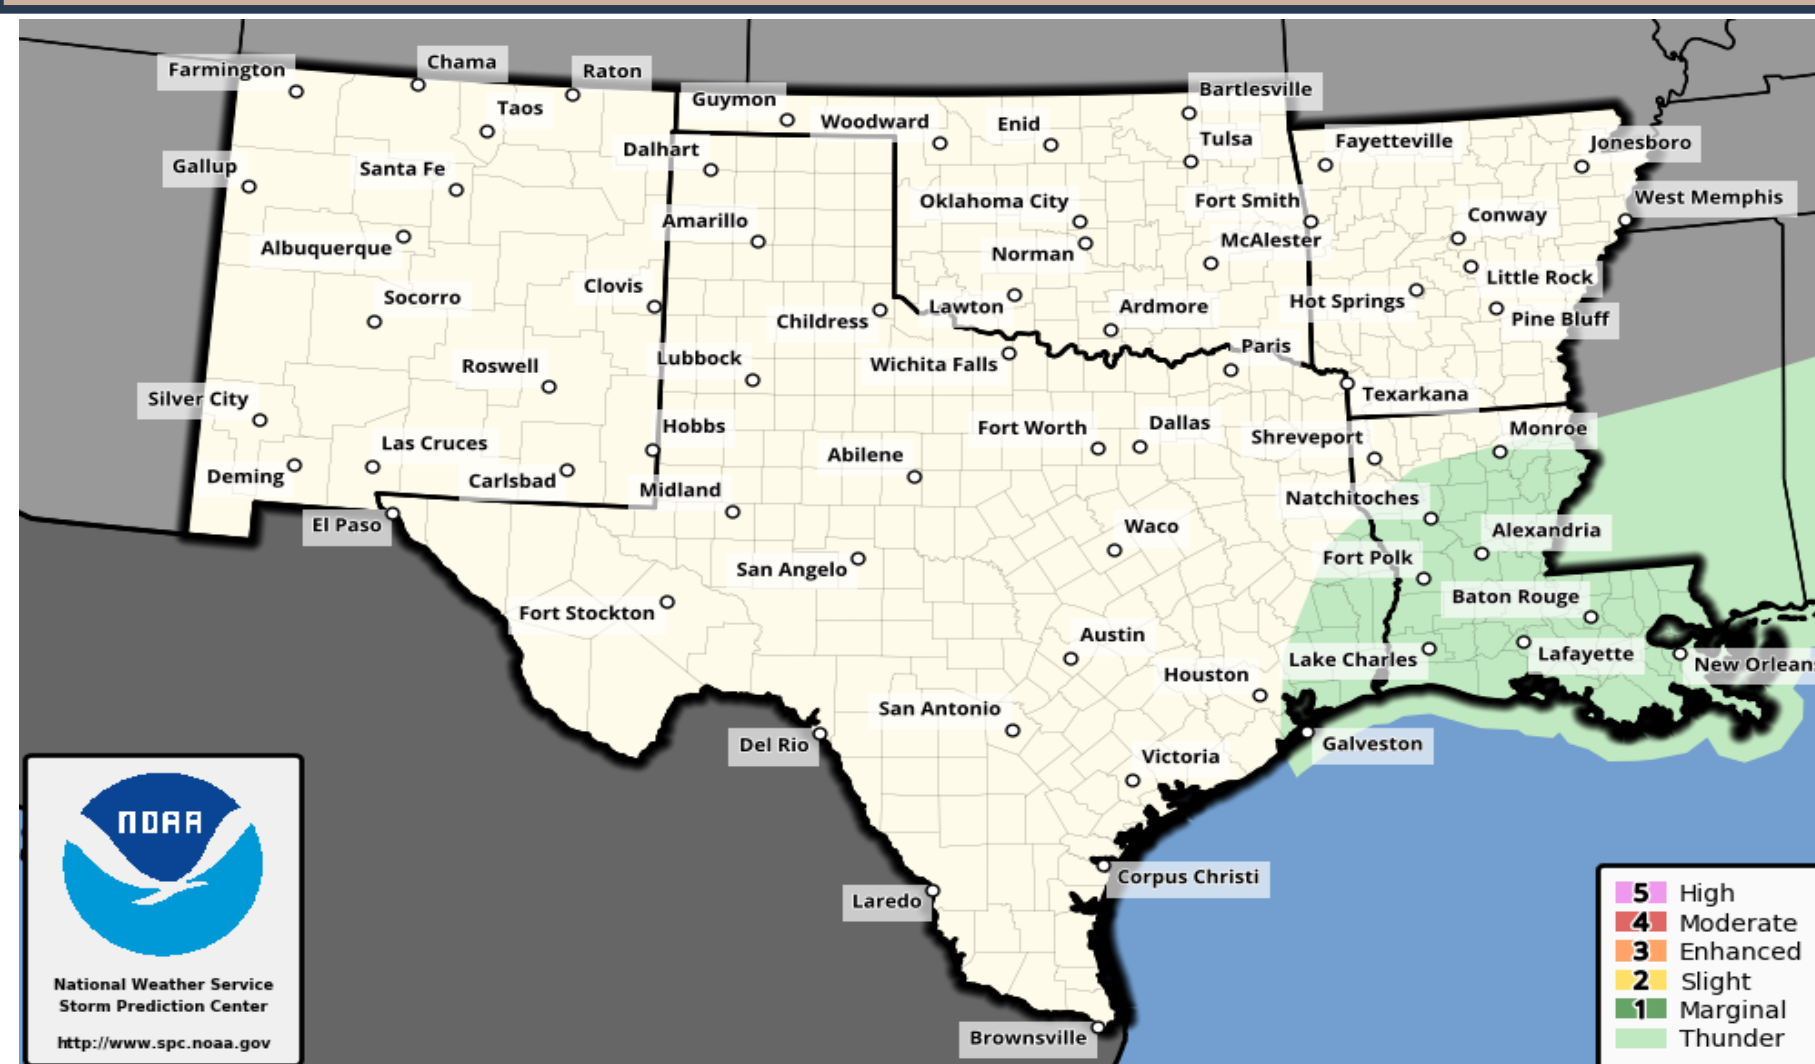 Farmington
Chama
Raton
Taos
Guymon
Woodward
Enid
Bartlesville
Tulsa
Fayetteville
Jonesboro
Gallup
Santa Fe
Dalhart
Oklahoma City
Fort Smith
West Memphis
Conway
Albuquerque
Amarillo
Norman
McAlester
Little Rock
Socorro
Clovis
Childress
Lawton
Ardmore
Hot Springs
Pine Bluff
Roswell
Lubbock
Wichita Falls
Paris
Texarkana
Silver City
Hobbs
Fort Worth
Dallas
Shreveport
Monroe
Las Cruces
Deming
Carlsbad
Midland
Abilene
Natchitoches
El Paso
Waco
Alexandria
San Angelo
Fort Polk
Fort Stockton
Baton Rouge
Austin
Lake Charles
Lafayette
New Orleans
Houston
San Antonio
Del Rio
Galveston
Victoria
Corpus Christi
Laredo
Brownsville
NOAA
National Weather Service
Storm Prediction Center
http://www.spc.noaa.gov
5 High
4 Moderate
3 Enhanced
2 Slight
1 Marginal
Thunder